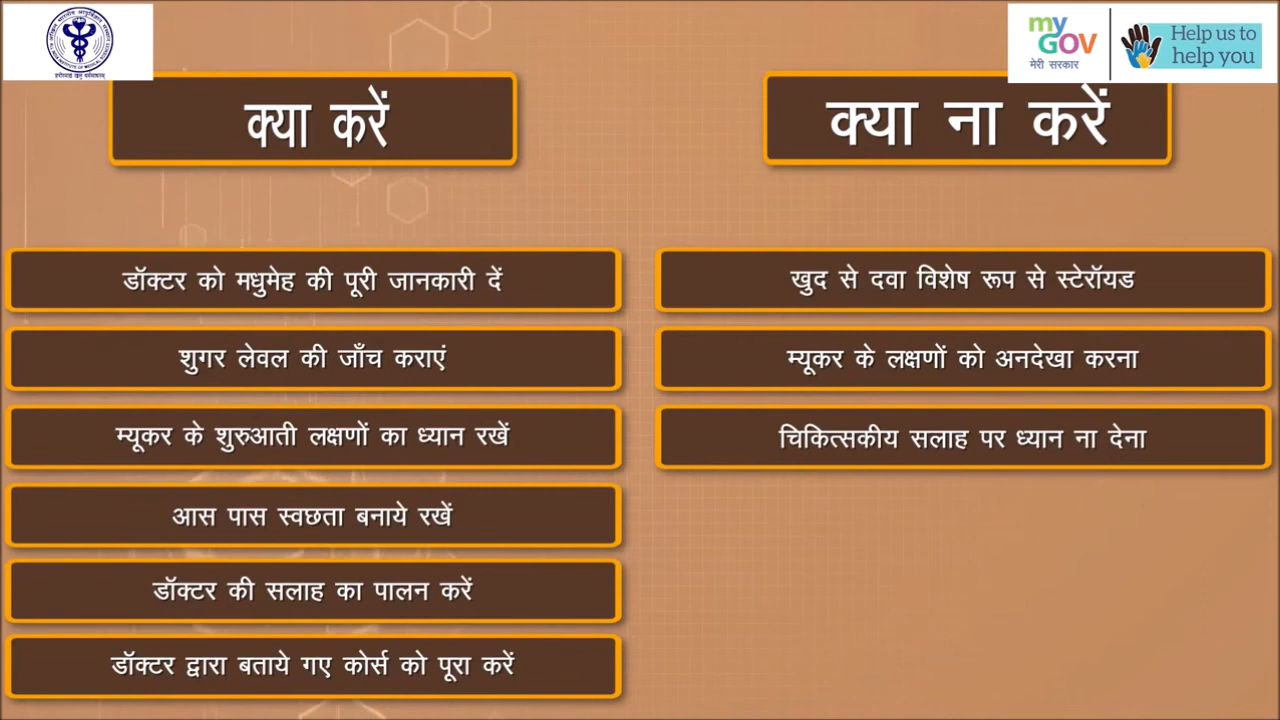 my
GOV
मेरी सरकार
Help us to
help you
क्या करें
क्या ना करें
डॉक्टर को मधुमेह की पूरी जानकारी दें
शुगर लेवल की जाँच कराएं
म्यूकर के शुरुआती लक्षणों का ध्यान रखें
आस पास स्वछता बनाये रखें
डॉक्टर की सलाह का पालन करें
डॉक्टर द्वारा बताये गए कोर्स को पूरा करें
खुद से दवा विशेष रूप से स्टेरॉयड
म्यूकर के लक्षणों को अनदेखा करना
चिकित्सकीय सलाह पर ध्यान ना देना